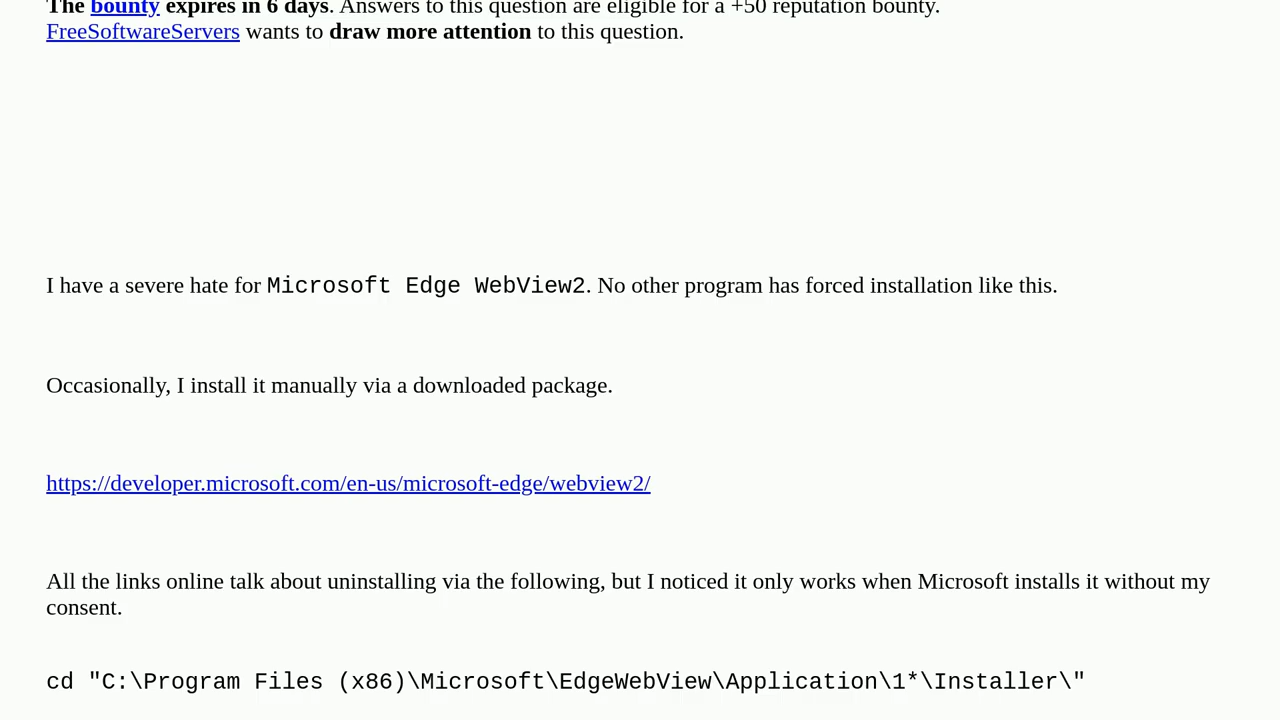 The bounty expires in 6 days. Answers to this question are eligible for a +50 reputation bounty.
FreeSoftwareServers wants to draw more attention to this question.
I have a severe hate for Microsoft Edge WebView2. No other program has forced installation like this.
Occasionally, I install it manually via a downloaded package.
https://developer.microsoft.com/en-us/microsoft-edge/webview2/
All the links online talk about uninstalling via the following, but I noticed it only works when Microsoft installs it without my
consent.
cd "C:\Program Files (x86)\Microsoft\EdgeWebView\Application\1*\Installer\"